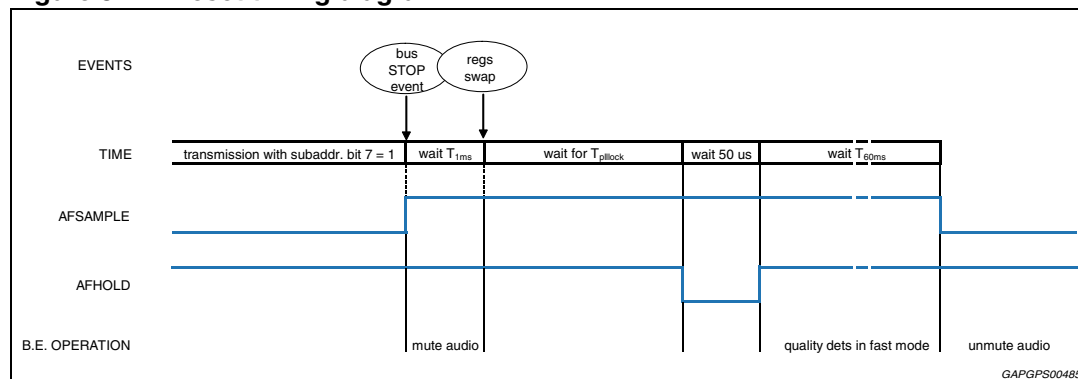 EVENTS
bus
STOP
event
regs
swap
TIME
transmission with subaddr. bit 7 = 1
wait T1ms
wait for Tplllock
wait 50 us
wait T60ms
AFSAMPLE
AFHOLD
B.E. OPERATION
mute audio
quality dets in fast mode
unmute audio
GAPGPS00485